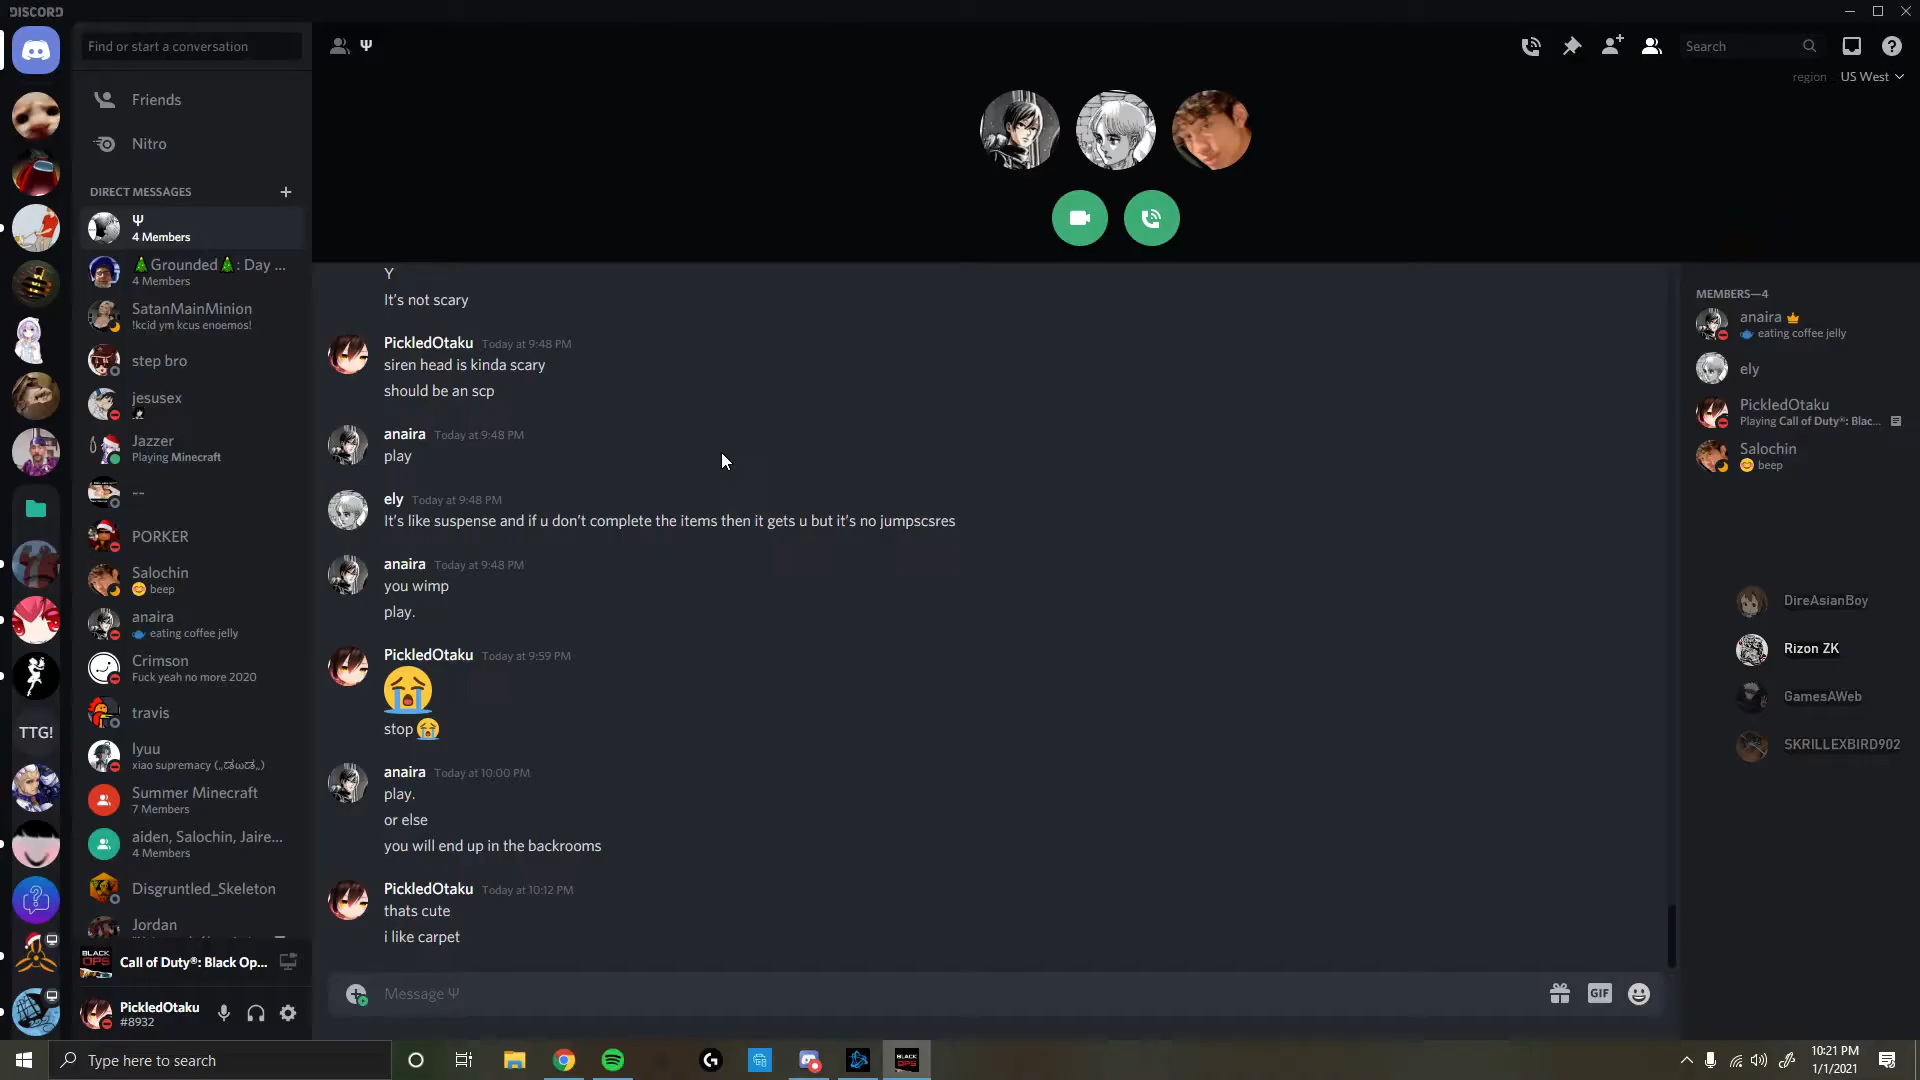 DISCORD
Find or start a conversation
Friends
Nitro
DIRECT MESSAGES
Ψ
4 Members
🎄Grounded🎄: Day ...
4 Members
SatanMainMinion
!kcid ym kcus enoemos!
step bro
jesusex
Jazzer
Playing Minecraft
--
PORKER
Salochin
😊 beep
anaira
eating coffee jelly
Crimson
Fuck yeah no more 2020
travis
lyuu
xiao supremacy
Summer Minecraft
7 Members
aiden, Salochin, Jaire...
4 Members
Disgruntled_Skeleton
Jordan
BLACK OPS
Call of Duty®: Black Op...
PickledOtaku
#8932
TTG!
Ψ
Search
region US West
Y
It's not scary
PickledOtaku Today at 9:48 PM
siren head is kinda scary
should be an scp
anaira Today at 9:48 PM
play
ely Today at 9:48 PM
It's like suspense and if u don't complete the items then it gets u but it's no jumpscsres
anaira Today at 9:48 PM
you wimp
play.
PickledOtaku Today at 9:59 PM
😭
stop 😭
anaira Today at 10:00 PM
play.
or else
you will end up in the backrooms
PickledOtaku Today at 10:12 PM
thats cute
i like carpet
Message Ψ
GIF
MEMBERS—4
anaira
eating coffee jelly
ely
PickledOtaku
Playing Call of Duty®: Blac...
Salochin
😊 beep
DireAsianBoy
Rizon ZK
GamesAWeb
SKRILLEXBIRD902
Type here to search
BLACK OPS
10:21 PM
1/1/2021